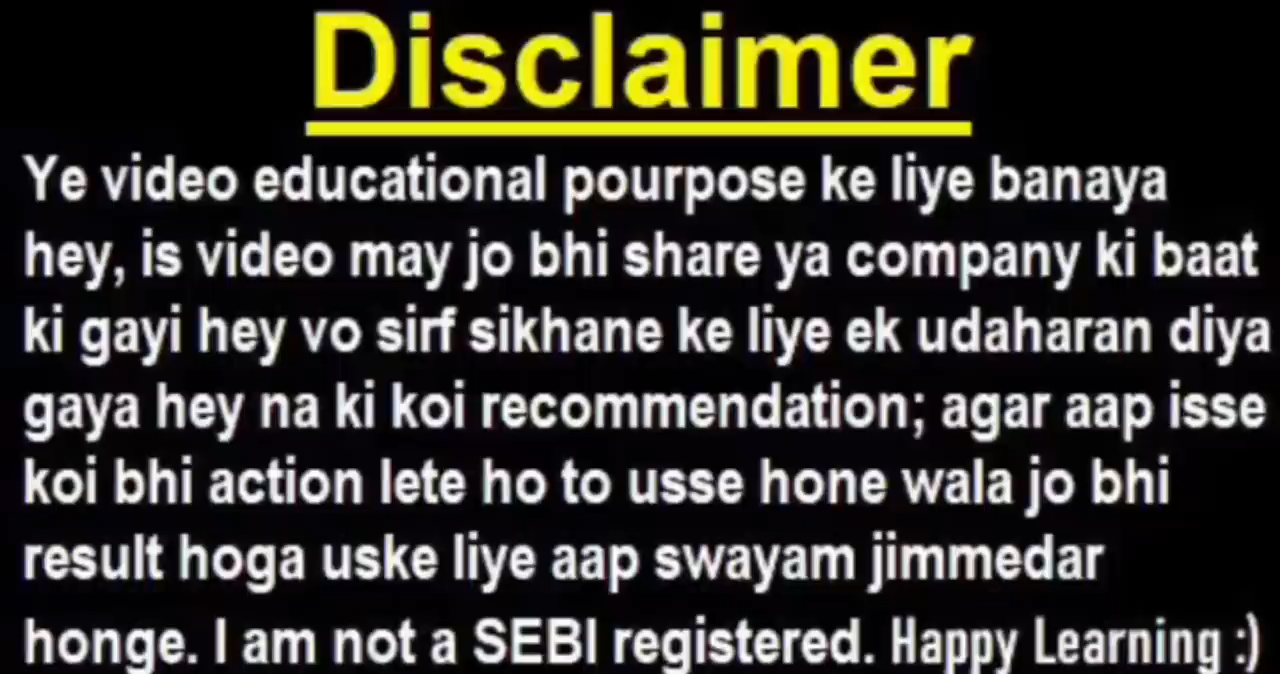 Disclaimer
Ye video educational pourpose ke liye banaya
hey, is video may jo bhi share ya company ki baat
ki gayi hey vo sirf sikhane ke liye ek udaharan diya
gaya hey na ki koi recommendation; agar aap isse
koi bhi action lete ho to usse hone wala jo bhi
result hoga uske liye aap swayam jimmedar
honge. I am not a SEBI registered. Happy Learning :)